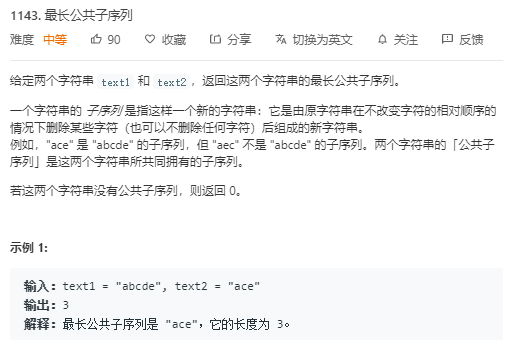 1143. 最长公共子序列
难度 中等 90 收藏 分享 切换为英文 关注 反馈
给定两个字符串 text1 和 text2，返回这两个字符串的最长公共子序列。
一个字符串的 子序列 是指这样一个新的字符串：它是由原字符串在不改变字符的相对顺序的
情况下删除某些字符（也可以不删除任何字符）后组成的新字符串。
例如，"ace" 是 "abcde" 的子序列，但 "aec" 不是 "abcde" 的子序列。两个字符串的「公共子
序列」是这两个字符串所共同拥有的子序列。
若这两个字符串没有公共子序列，则返回 0。
示例 1:
输入：text1 = "abcde", text2 = "ace"
输出：3
解释：最长公共子序列是 "ace"，它的长度为 3。